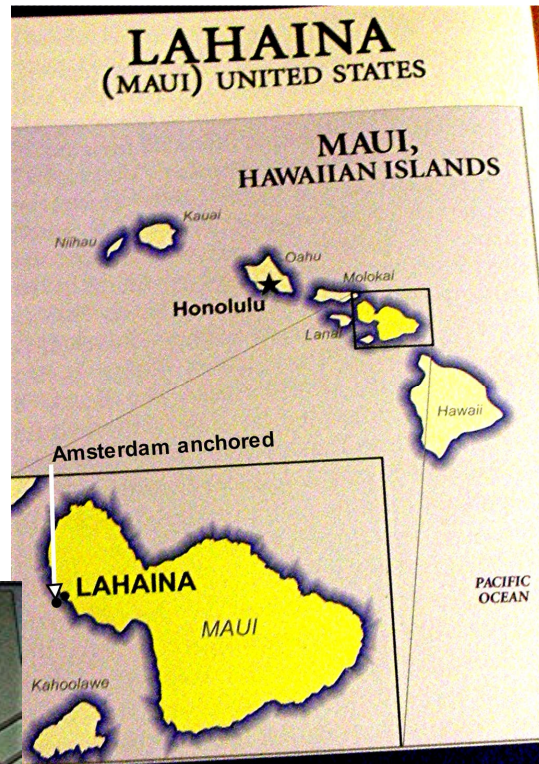 LAHAINA
(MAUI) UNITED STATES
MAUI,
HAWAIIAN ISLANDS
Kauai
Niihau
Oahu
Molokai
Honolulu
Lanai
Hawaii
Amsterdam anchored
LAHAINA
PACIFIC
OCEAN
MAUI
Kahoolawe